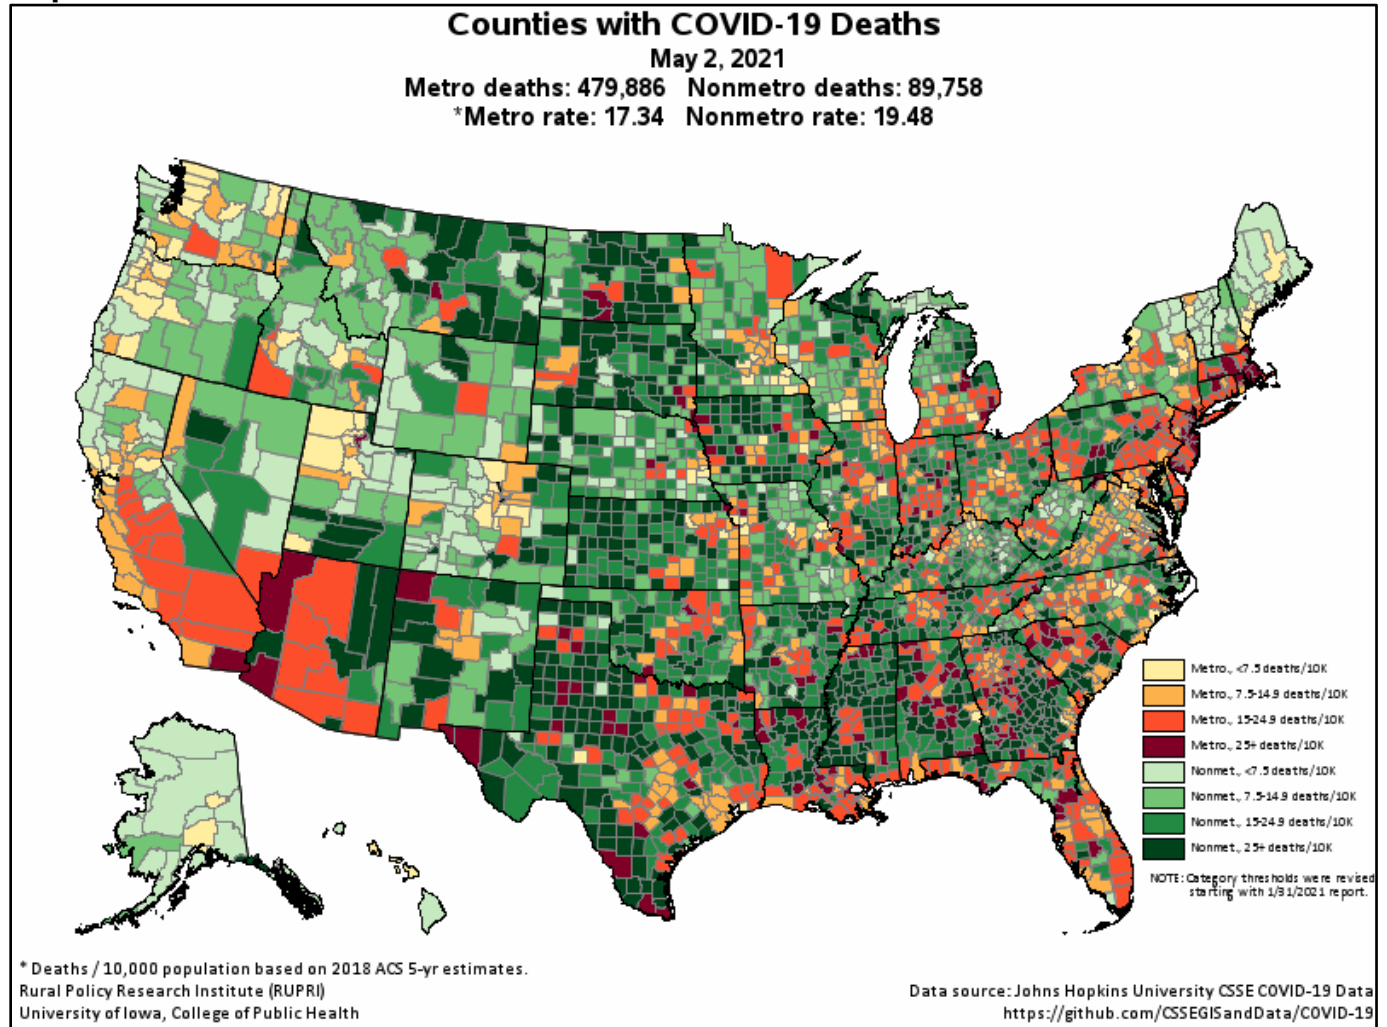 Counties with COVID-19 Deaths
May 2, 2021
Metro deaths: 479,886 Nonmetro deaths: 89,758
*Metro rate: 17.34 Nonmetro rate: 19.48
Metro., <7.5 deaths/10K
Metro., 7.5-14.9 deaths/10K
Metro., 15-24.9 deaths/10K
Metro., 25+ deaths/10K
Nonmet., <7.5 deaths/10K
Nonmet., 7.5-14.9 deaths/10K
Nonmet., 15-24.9 deaths/10K
Nonmet., 25+ deaths/10K
NOTE: Category thresholds were revised
starting with 1/31/2021 report.
* Deaths / 10,000 population based on 2018 ACS 5-yr estimates.
Rural Policy Research Institute (RUPRI)
University of Iowa, College of Public Health
Data source: Johns Hopkins University CSSE COVID-19 Data
https://github.com/CSSEGISandData/COVID-19